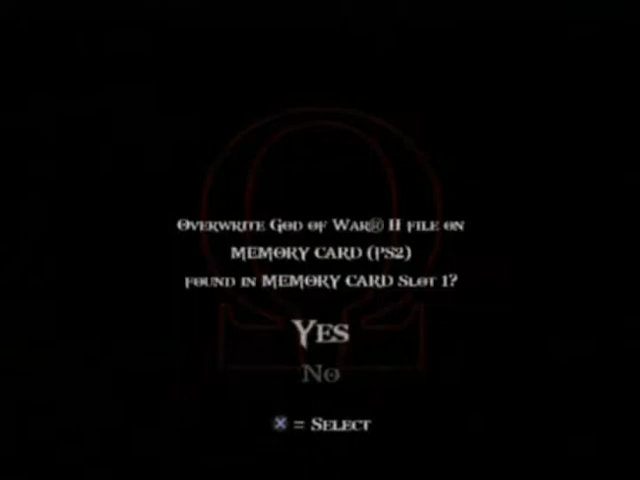 Overwrite God of War® II file on
MEMORY CARD (PS2)
found in MEMORY CARD Slot 1?
Yes
No
= Select